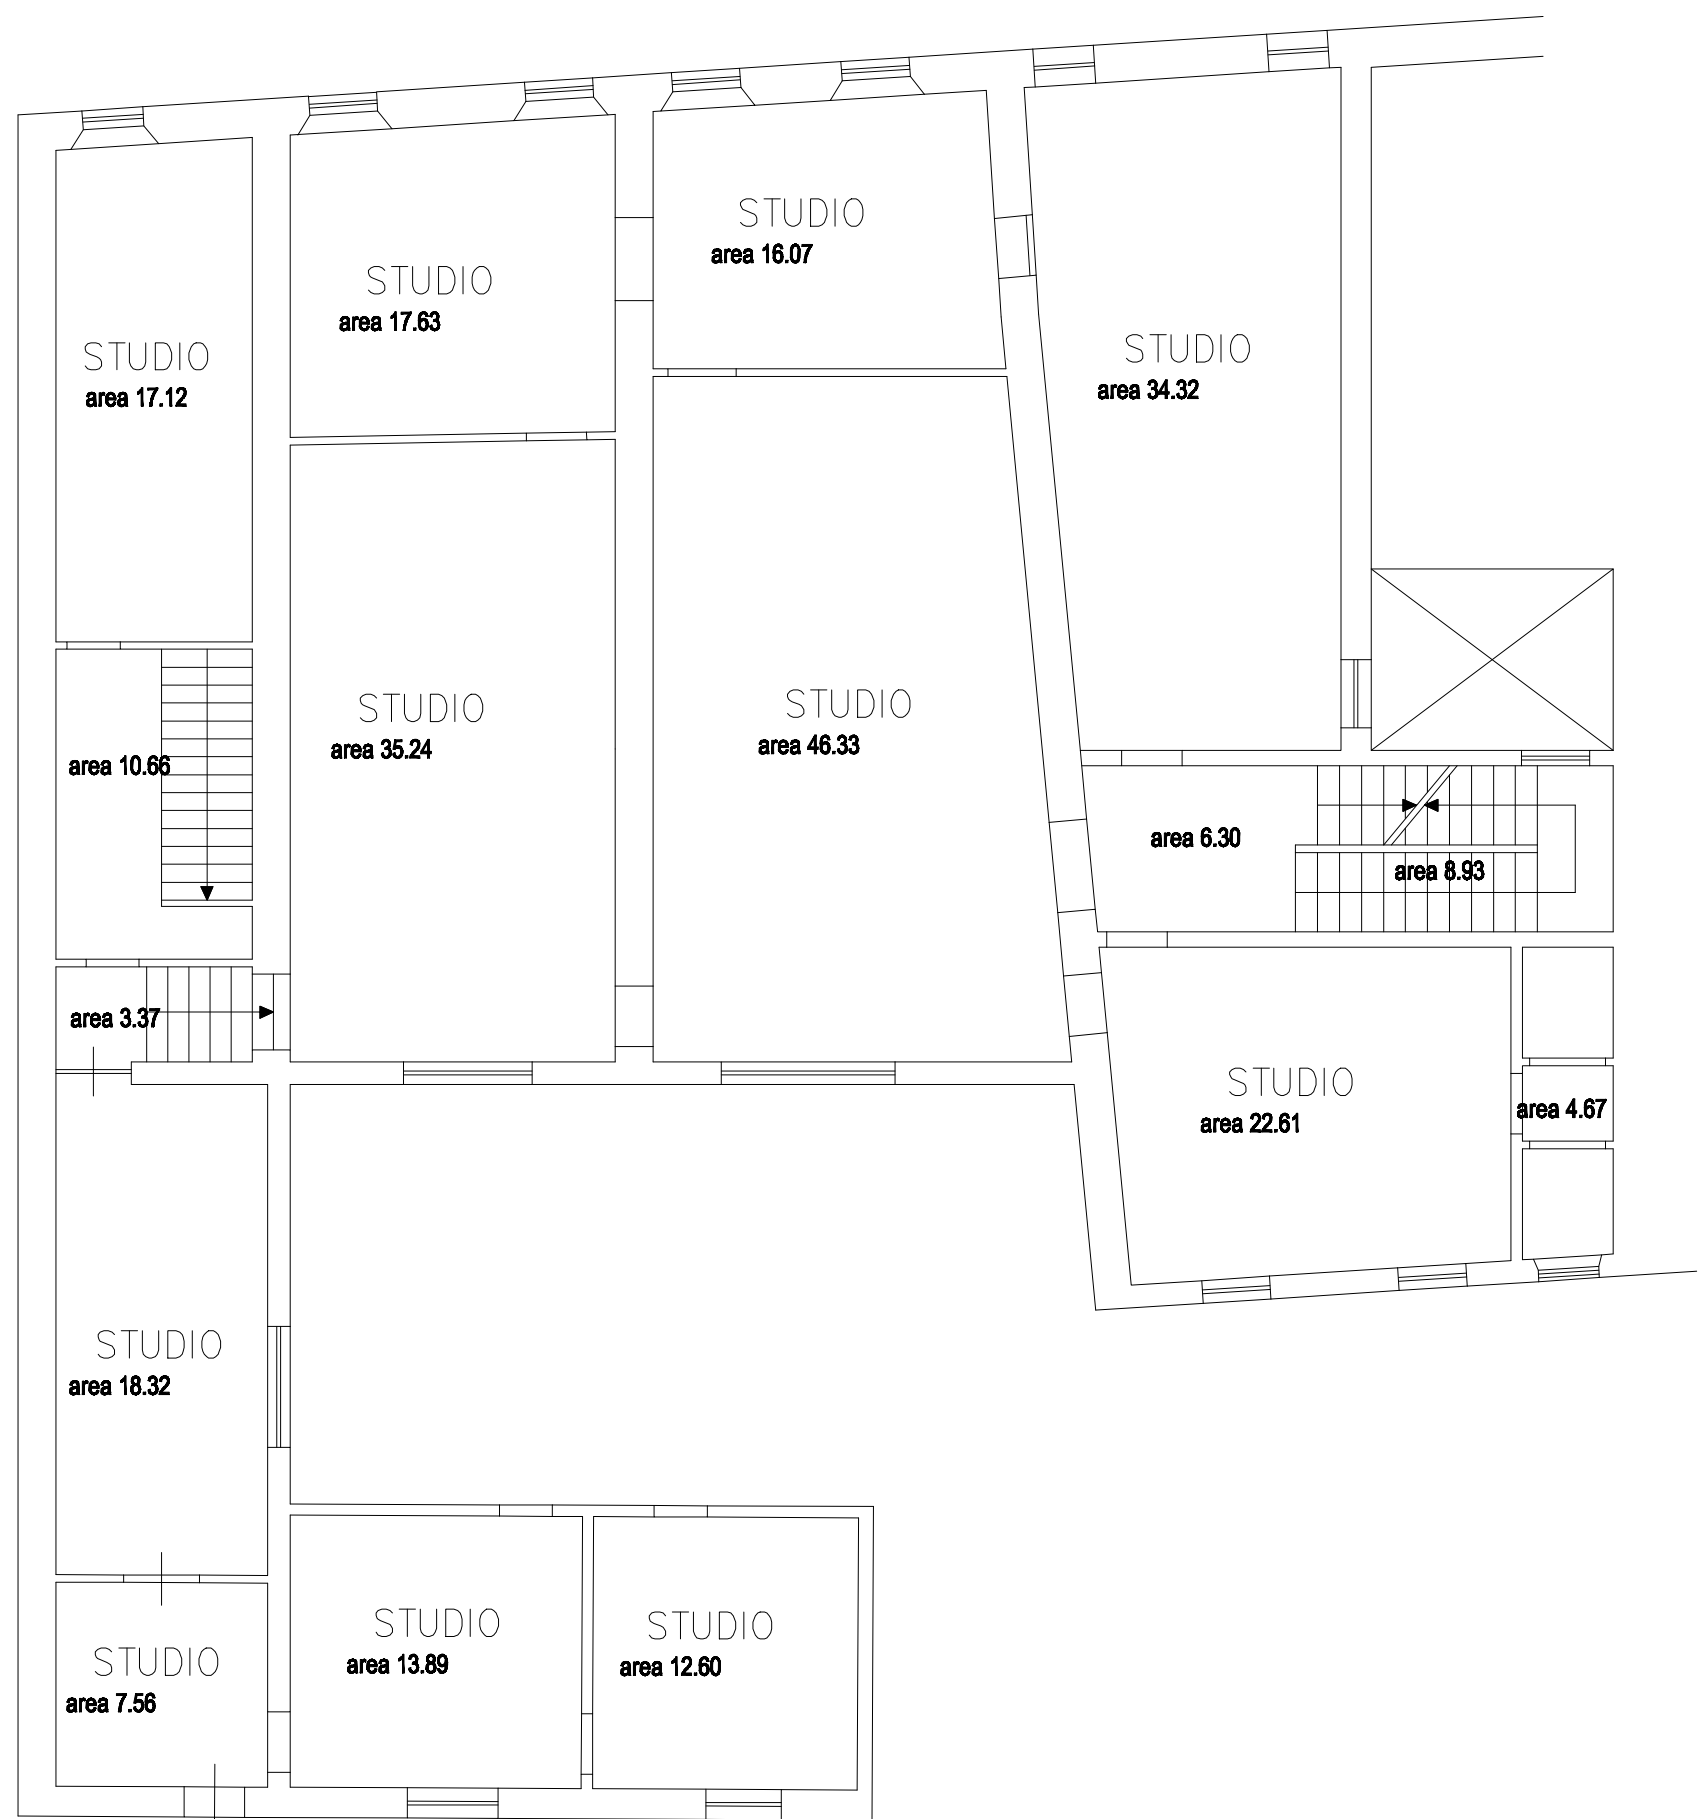 STUDIO
area 16.07
STUDIO
area 17.63
STUDIO
area 34.32
STUDIO
area 17.12
STUDIO
area 46.33
STUDIO
area 35.24
area 10.66
area 6.30
area 8.93
area 3.37
STUDIO
area 22.61
area 4.67
STUDIO
area 18.32
STUDIO
area 13.89
STUDIO
area 12.60
STUDIO
area 7.56